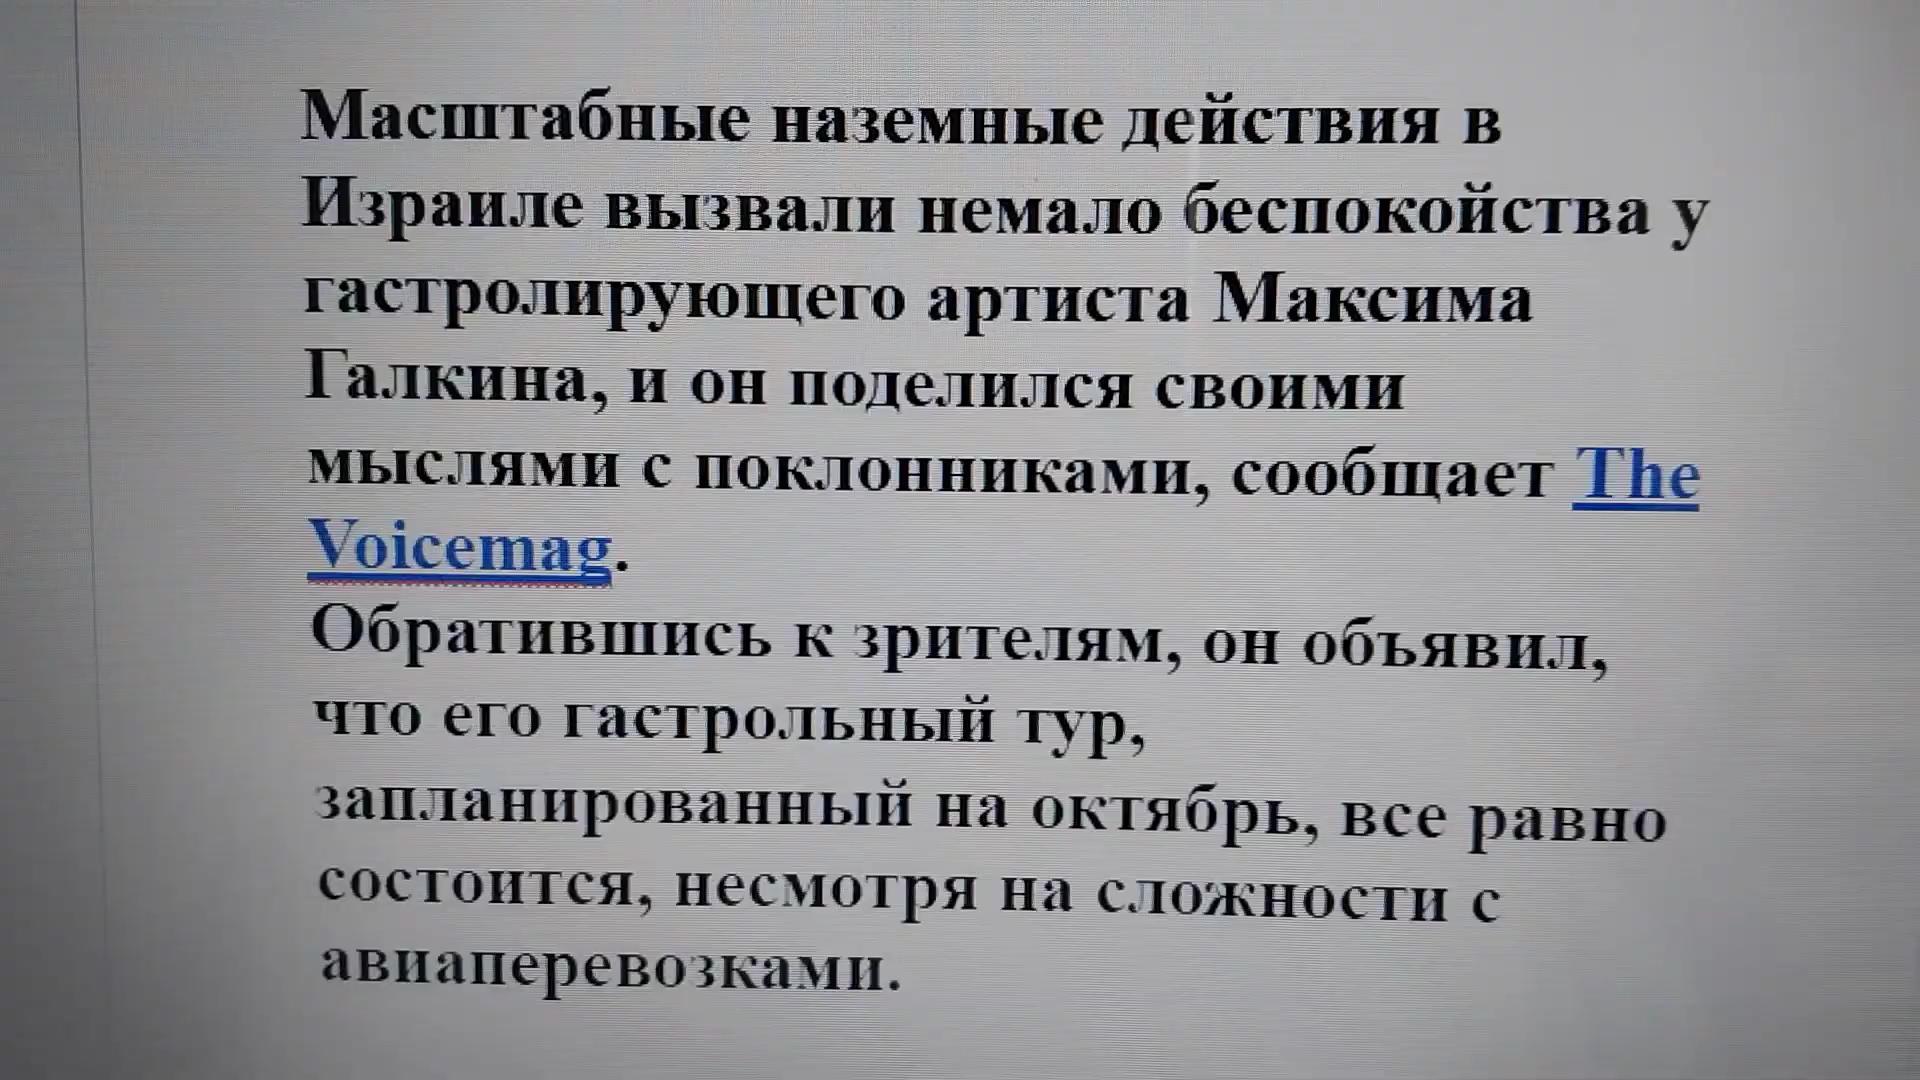 Масштабные наземные действия в
Израиле вызвали немало беспокойства у
гастролирующего артиста Максима
Галкина, и он поделился своими
мыслями с поклонниками, сообщает The
Voicemag.
Обратившись к зрителям, он объявил,
что его гастрольный тур,
запланированный на октябрь, все равно
состоится, несмотря на сложности с
авиаперевозками.